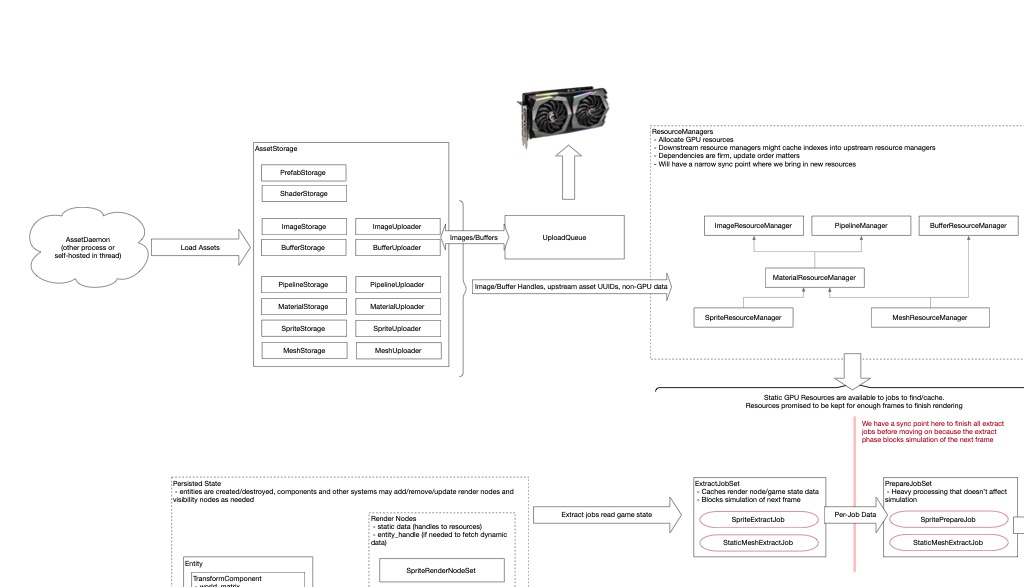 ResourceManagers
- Allocate GPU resources
- Downstream resource managers might cache indexes into upstream resource managers
- Dependencies are firm, update order matters
- Will have a narrow sync point where we bring in new resources
AssetStorage
PrefabStorage
ShaderStorage
ImageStorage
ImageUploader
BufferStorage
BufferUploader
PipelineStorage
PipelineUploader
MaterialStorage
MaterialUploader
SpriteStorage
SpriteUploader
MeshStorage
MeshUploader
AssetDaemon
(other process or
self-hosted in thread)
Load Assets
Images/Buffers
UploadQueue
Image/Buffer Handles, upstream asset UUIDs, non-GPU data
ImageResourceManager
PipelineManager
BufferResourceManager
MaterialResourceManager
SpriteResourceManager
MeshResourceManager
Static GPU Resources are available to jobs to find/cache.
Resources promised to be kept for enough frames to finish rendering
We have a sync point here to finish all extract
jobs before moving on because the extract
phase blocks simulation of the next frame
Persisted State
- entities are created/destroyed, components and other systems may add/remove/update render nodes and
visibility nodes as needed
Render Nodes
- static data (handles to resources)
- entity_handle (if needed to fetch dynamic
data)
SpriteRenderNodeSet
Entity
TransformComponent
- world_matrix
Extract jobs read game state
ExtractJobSet
- Caches render node/game state data
- Blocks simulation of next frame
SpriteExtractJob
StaticMeshExtractJob
Per-Job Data
PrepareJobSet
- Heavy processing that doesn't affect
simulation
SpritePrepareJob
StaticMeshExtractJob